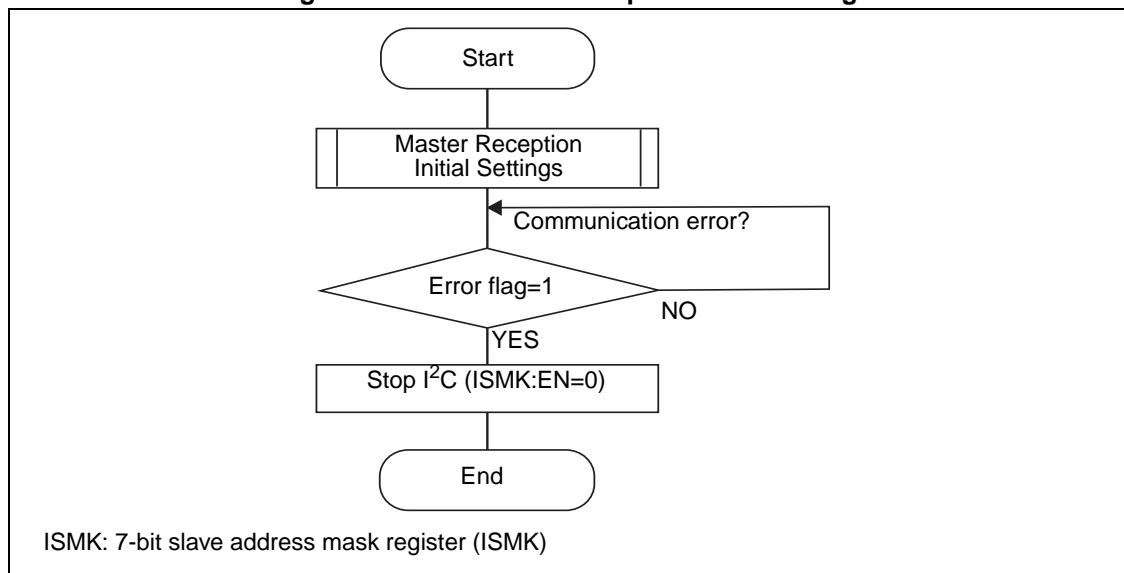 Start
Master Reception
Initial Settings
Communication error?
Error flag=1
NO
YES
Stop I²C (ISMK:EN=0)
End
ISMK: 7-bit slave address mask register (ISMK)